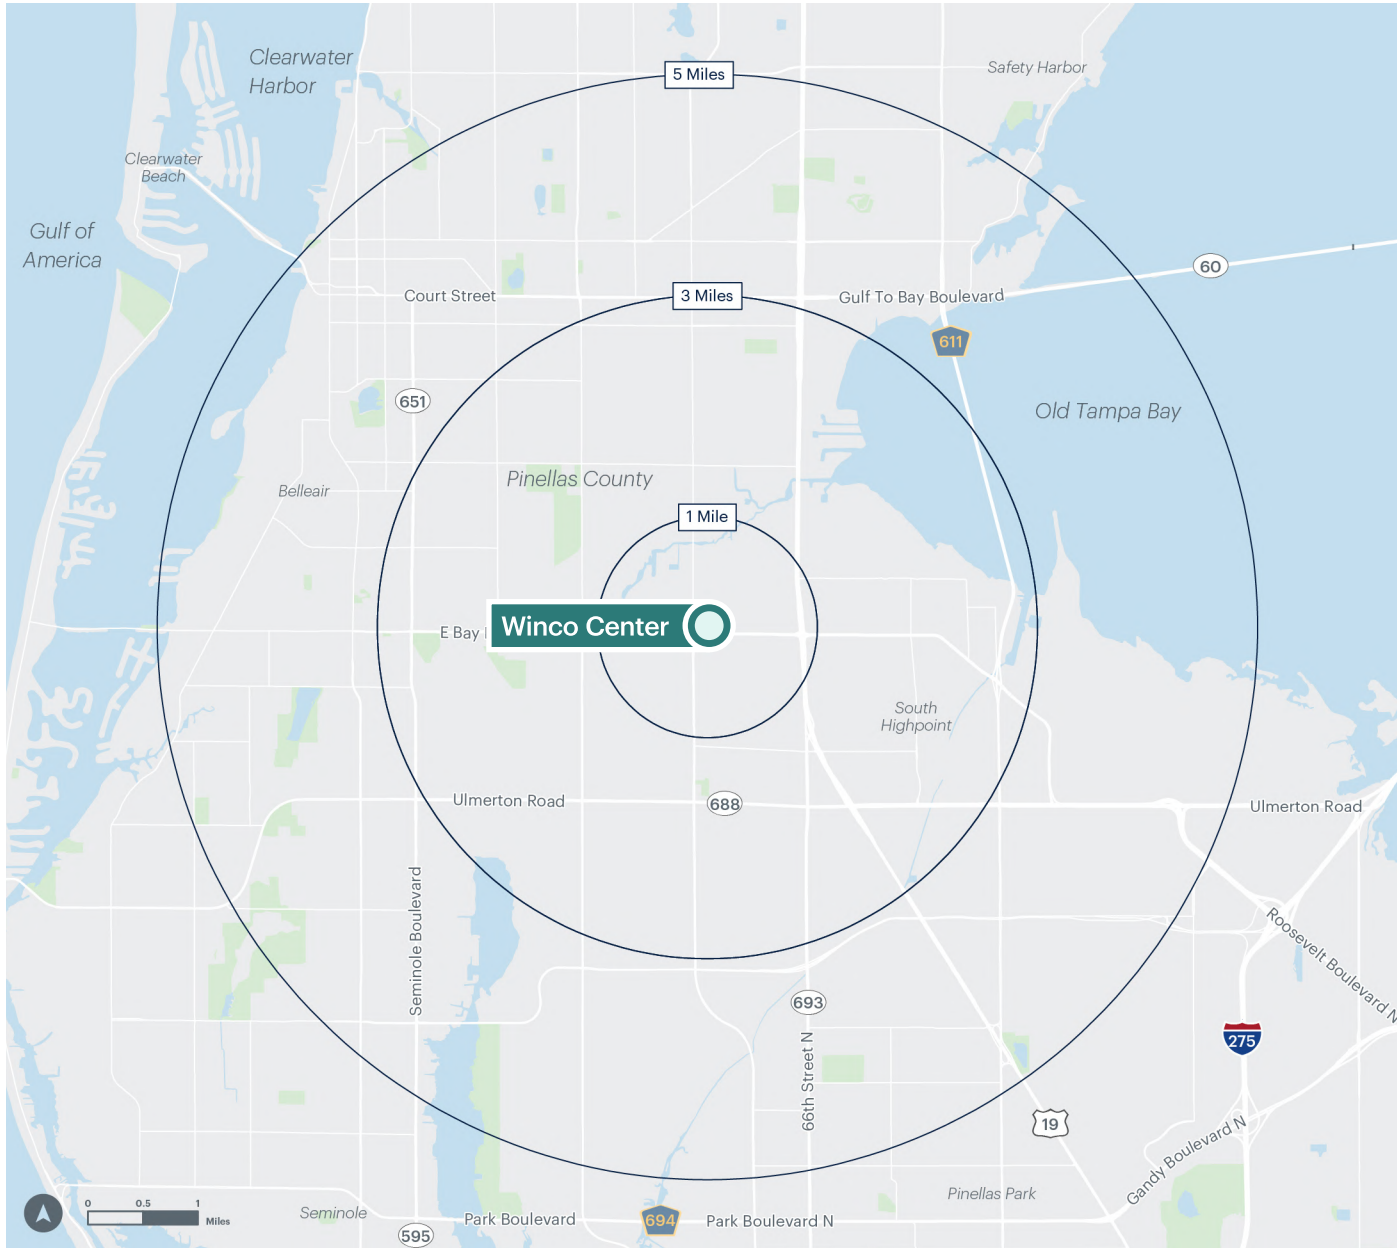 Clearwater
Harbor
5 Miles
Safety Harbor
Clearwater
Beach
Gulf of
America
60
Court Street
3 Miles
Gulf To Bay Boulevard
611
651
Old Tampa Bay
Pinellas County
Belleair
1 Mile
E Bay
Winco Center
South
Highpoint
Ulmerton Road
688
Ulmerton Road
Seminole Boulevard
Roosevelt Boulevard N
693
275
66th Street N
19
Gandy Boulevard N
Pinellas Park
0 0.5 1
Miles
Seminole
Park Boulevard
694
Park Boulevard N
595